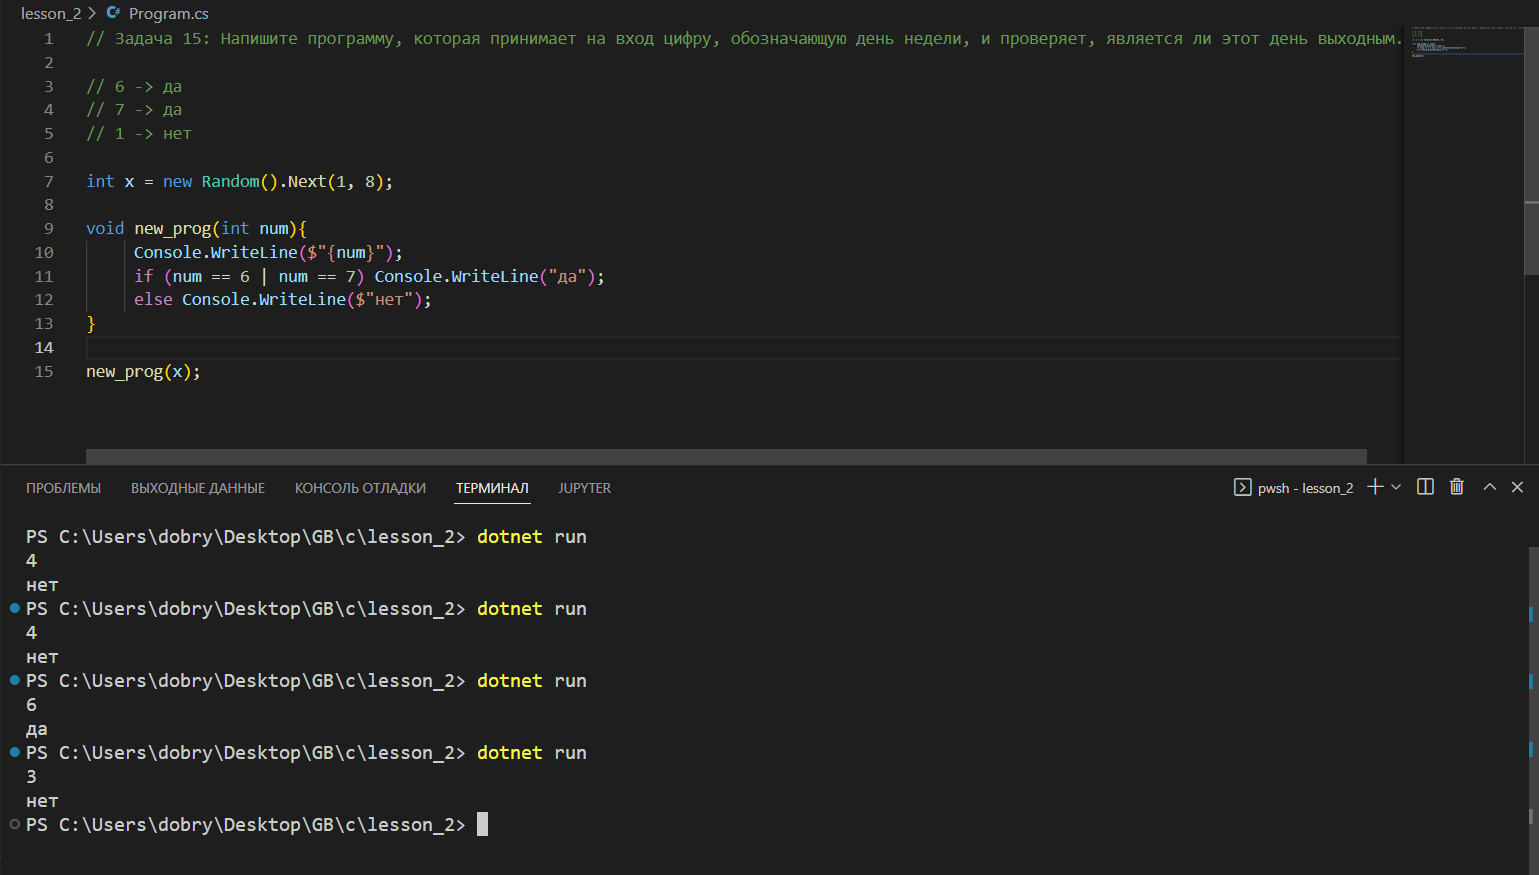 lesson_2 > C# Program.cs
1 // Задача 15: Напишите программу, которая принимает на вход цифру, обозначающую день недели, и проверяет, является ли этот день выходным.
2
3 // 6 -> да
4 // 7 -> да
5 // 1 -> нет
6
7 int x = new Random().Next(1, 8);
8
9 void new_prog(int num){
10 Console.WriteLine($"{num}");
11 if (num == 6 | num == 7) Console.WriteLine("да");
12 else Console.WriteLine($"нет");
13 }
14
15 new_prog(x);
ПРОБЛЕМЫ ВЫХОДНЫЕ ДАННЫЕ КОНСОЛЬ ОТЛАДКИ ТЕРМИНАЛ JUPYTER pwsh - lesson_2
PS C:\Users\dobry\Desktop\GB\c\lesson_2> dotnet run
4
нет
PS C:\Users\dobry\Desktop\GB\c\lesson_2> dotnet run
4
нет
PS C:\Users\dobry\Desktop\GB\c\lesson_2> dotnet run
6
да
PS C:\Users\dobry\Desktop\GB\c\lesson_2> dotnet run
3
нет
PS C:\Users\dobry\Desktop\GB\c\lesson_2>